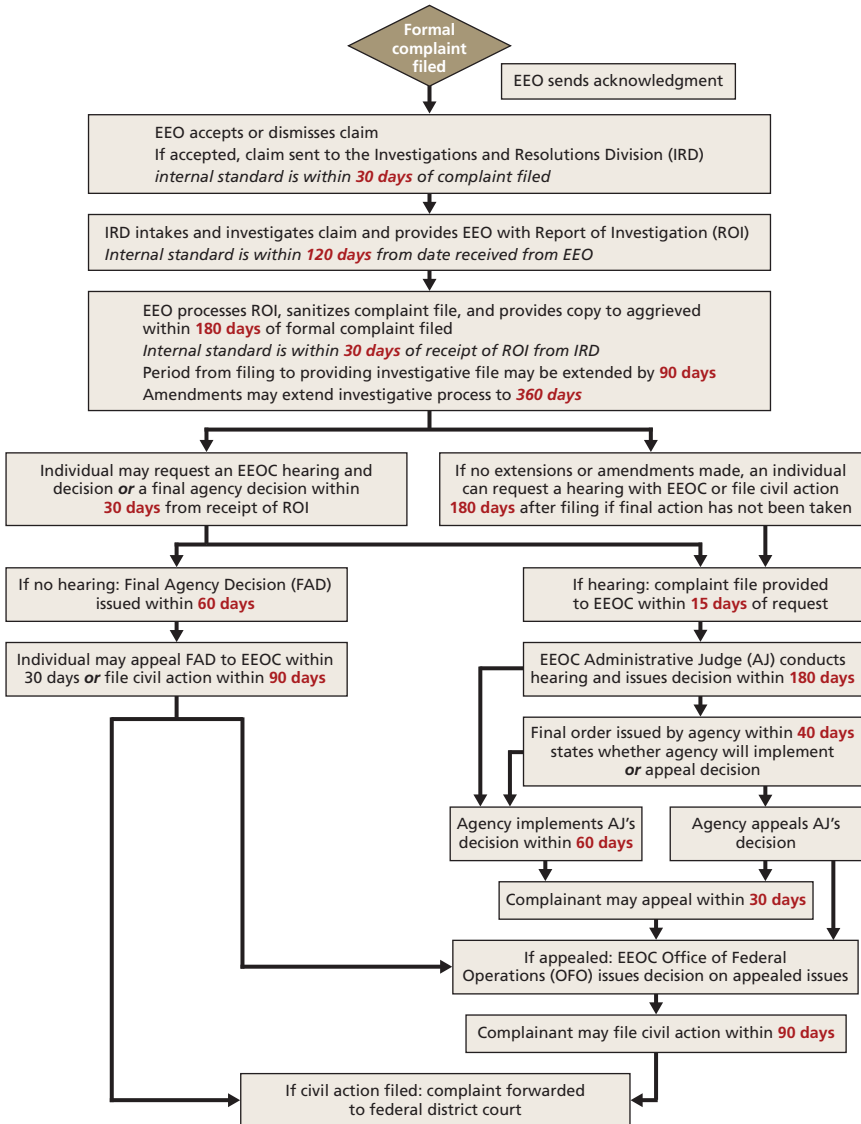 Formal
complaint
filed
EEO sends acknowledgment
EEO accepts or dismisses claim
If accepted, claim sent to the Investigations and Resolutions Division (IRD)
internal standard is within 30 days of complaint filed
IRD intakes and investigates claim and provides EEO with Report of Investigation (ROI)
Internal standard is within 120 days from date received from EEO
EEO processes ROI, sanitizes complaint file, and provides copy to aggrieved
within 180 days of formal complaint filed
Internal standard is within 30 days of receipt of ROI from IRD
Period from filing to providing investigative file may be extended by 90 days
Amendments may extend investigative process to 360 days
Individual may request an EEOC hearing and
decision or a final agency decision within
30 days from receipt of ROI
If no extensions or amendments made, an individual
can request a hearing with EEOC or file civil action
180 days after filing if final action has not been taken
If no hearing: Final Agency Decision (FAD)
issued within 60 days
If hearing: complaint file provided
to EEOC within 15 days of request
Individual may appeal FAD to EEOC within
30 days or file civil action within 90 days
EEOC Administrative Judge (AJ) conducts
hearing and issues decision within 180 days
Final order issued by agency within 40 days
states whether agency will implement
or appeal decision
Agency implements AJ's
decision within 60 days
Agency appeals AJ's
decision
Complainant may appeal within 30 days
If appealed: EEOC Office of Federal
Operations (OFO) issues decision on appealed issues
Complainant may file civil action within 90 days
If civil action filed: complaint forwarded
to federal district court